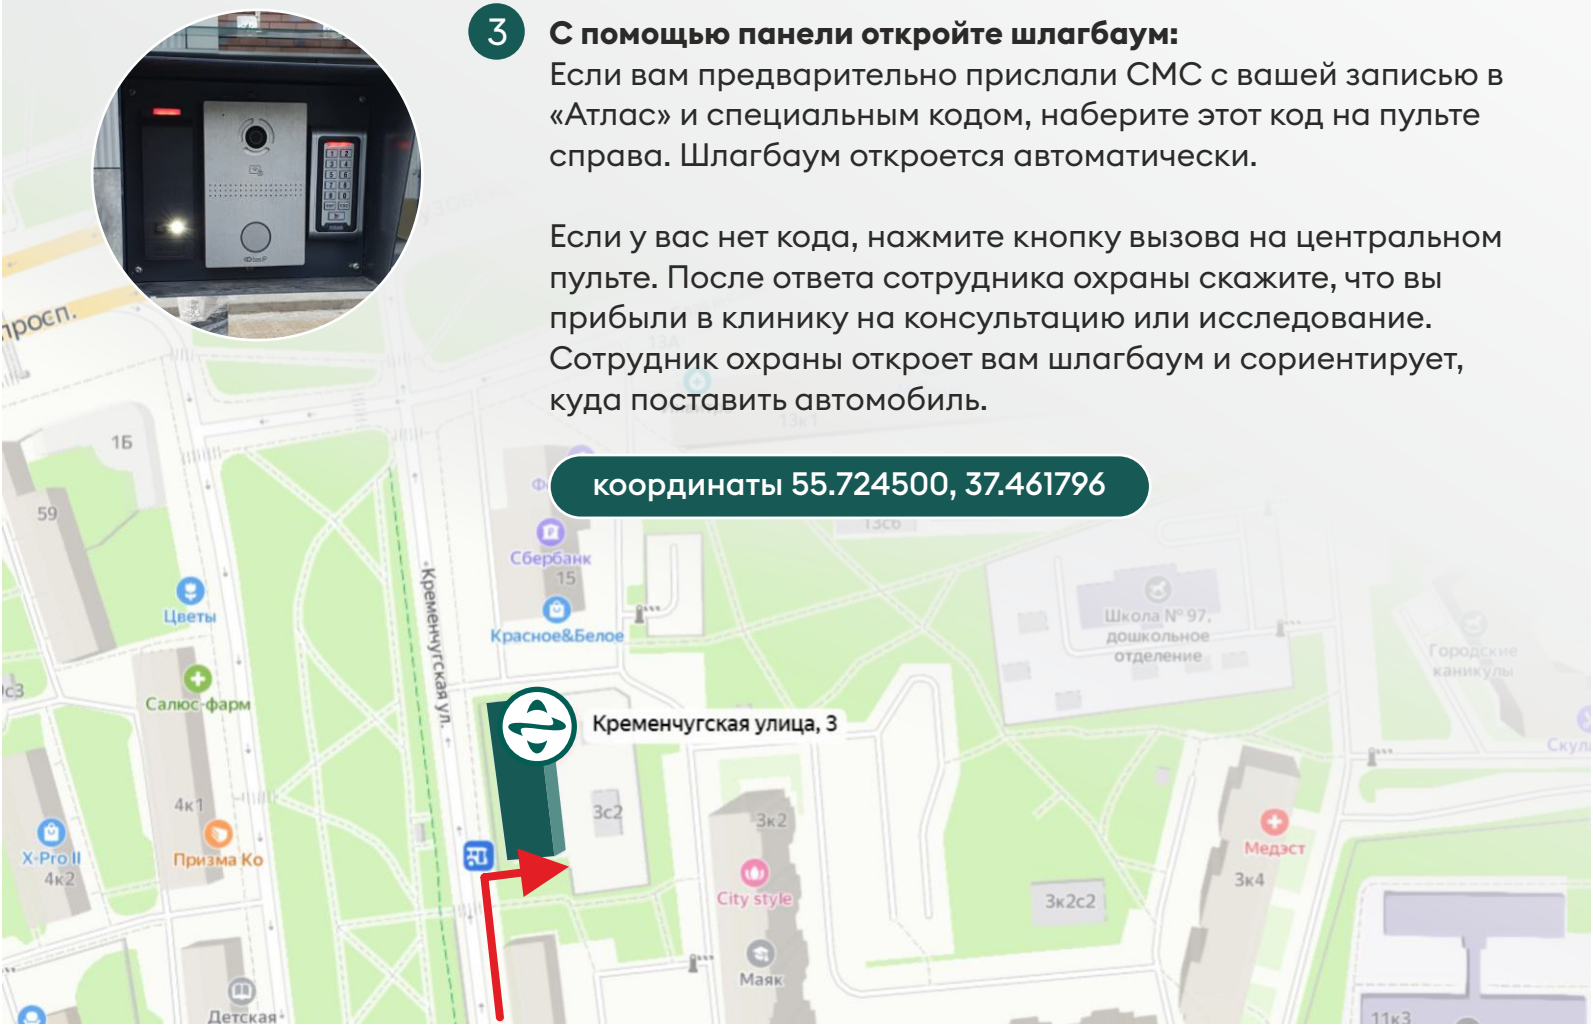 3
С помощью панели откройте шлагбаум:
Если вам предварительно прислали СМС с вашей записью в
«Атлас» и специальным кодом, наберите этот код на пульте
справа. Шлагбаум откроется автоматически.
Если у вас нет кода, нажмите кнопку вызова на центральном
пульте. После ответа сотрудника охраны скажите, что вы
прибыли в клинику на консультацию или исследование.
Сотрудник охраны откроет вам шлагбаум и сориентирует,
куда поставить автомобиль.
координаты 55.724500, 37.461796
просп.
13А
13к1
1Б
59
13с6
Сбербанк
15
Цветы
Красное&Белое
Кременчугская ул.
Школа № 97,
дошкольное
отделение
Городские
каникулы
Салюс-фарм
Кременчугская улица, 3
4к1
3с2
3к2
X-Pro II
4к2
Призма Ко
City style
Медэст
3к4
3к2с2
Маяк
Детская
11к3